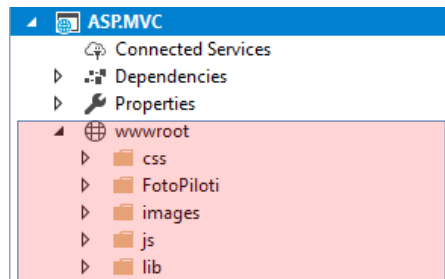 ASP.MVC
Connected Services
Dependencies
Properties
wwwroot
css
FotoPiloti
images
js
lib